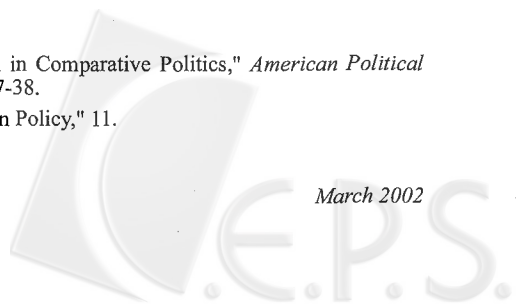 in Comparative Politics," American Political
7-38.
n Policy," 11.
March 2002
C.E.P.S.